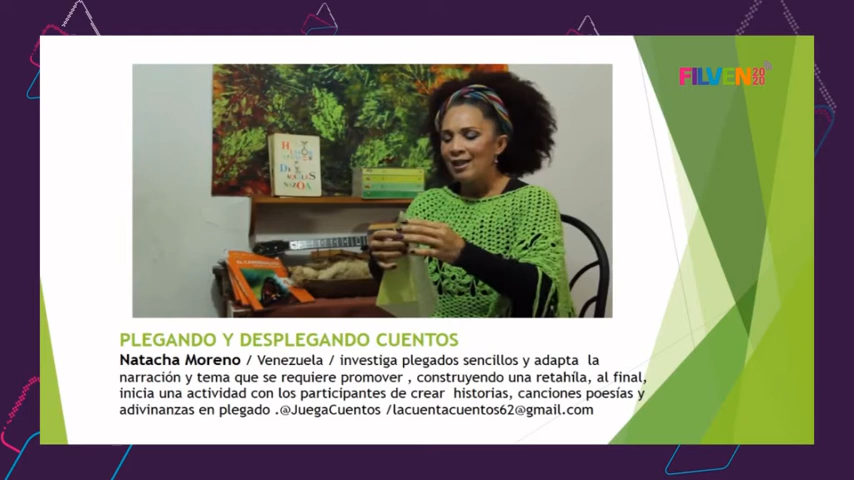 FILVEN 2020
PLEGANDO Y DESPLEGANDO CUENTOS
Natacha Moreno / Venezuela / investiga plegados sencillos y adapta la
narración y tema que se requiere promover , construyendo una retahíla, al final,
inicia una actividad con los participantes de crear historias, canciones poesías y
adivinanzas en plegado .@JuegaCuentos /lacuentacuentos62@gmail.com